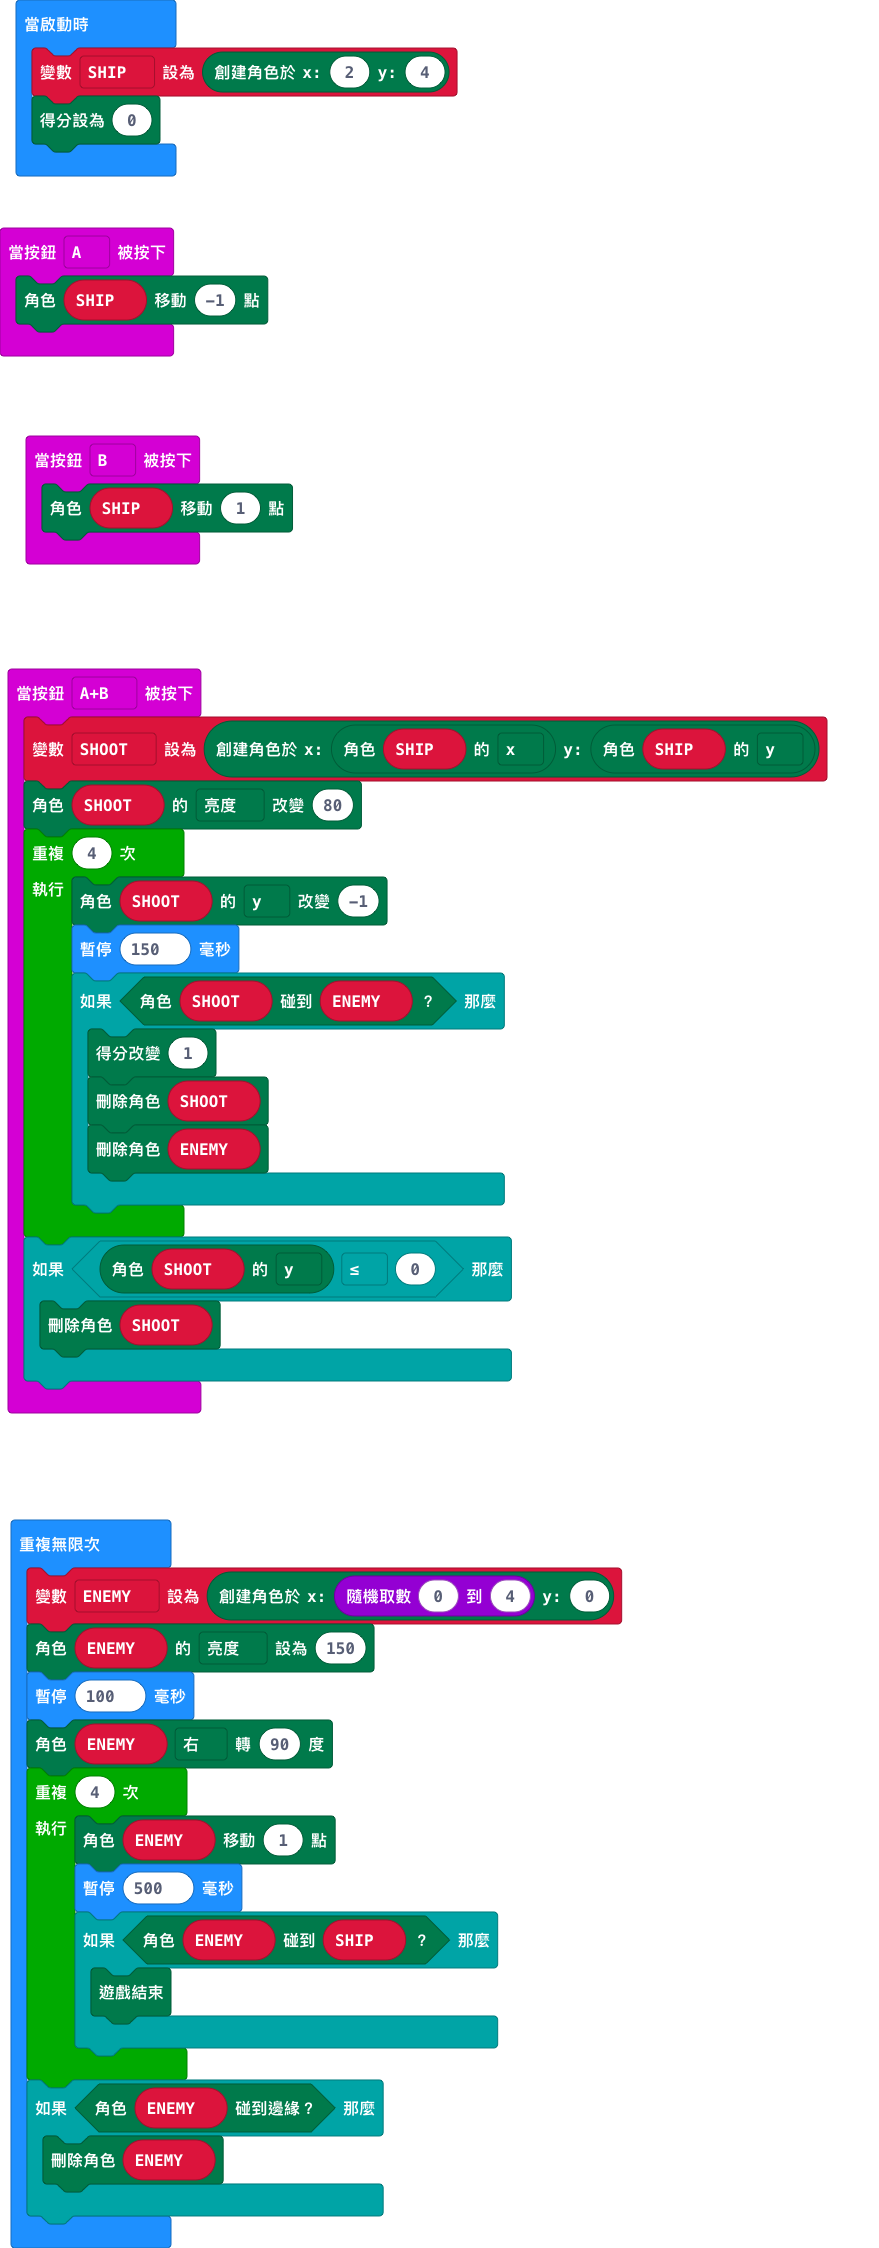 當啟動時
變數 SHIP 設為 創建角色於 x: 2 y: 4
得分設為 0
當按鈕 A 被按下
角色 SHIP 移動 -1 點
當按鈕 B 被按下
角色 SHIP 移動 1 點
當按鈕 A+B 被按下
變數 SHOOT 設為 創建角色於 x: 角色 SHIP 的 x y: 角色 SHIP 的 y
角色 SHOOT 的 亮度 改變 80
重複 4 次
執行 角色 SHOOT 的 y 改變 -1
暫停 150 毫秒
如果 角色 SHOOT 碰到 ENEMY ? 那麼
得分改變 1
刪除角色 SHOOT
刪除角色 ENEMY
如果 角色 SHOOT 的 y ≤ 0 那麼
刪除角色 SHOOT
重複無限次
變數 ENEMY 設為 創建角色於 x: 隨機取數 0 到 4 y: 0
角色 ENEMY 的 亮度 設為 150
暫停 100 毫秒
角色 ENEMY 右 轉 90 度
重複 4 次
執行 角色 ENEMY 移動 1 點
暫停 500 毫秒
如果 角色 ENEMY 碰到 SHIP ? 那麼
遊戲結束
如果 角色 ENEMY 碰到邊緣? 那麼
刪除角色 ENEMY